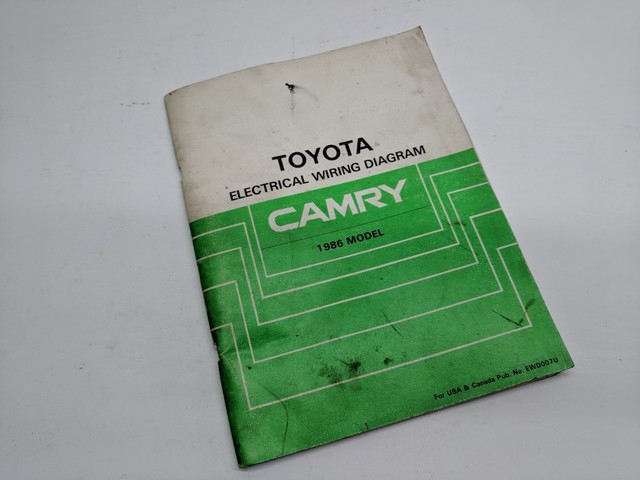 TOYOTA
ELECTRICAL WIRING DIAGRAM
CAMRY
1986 MODEL
For USA & Canada Pub. No. EWD007U